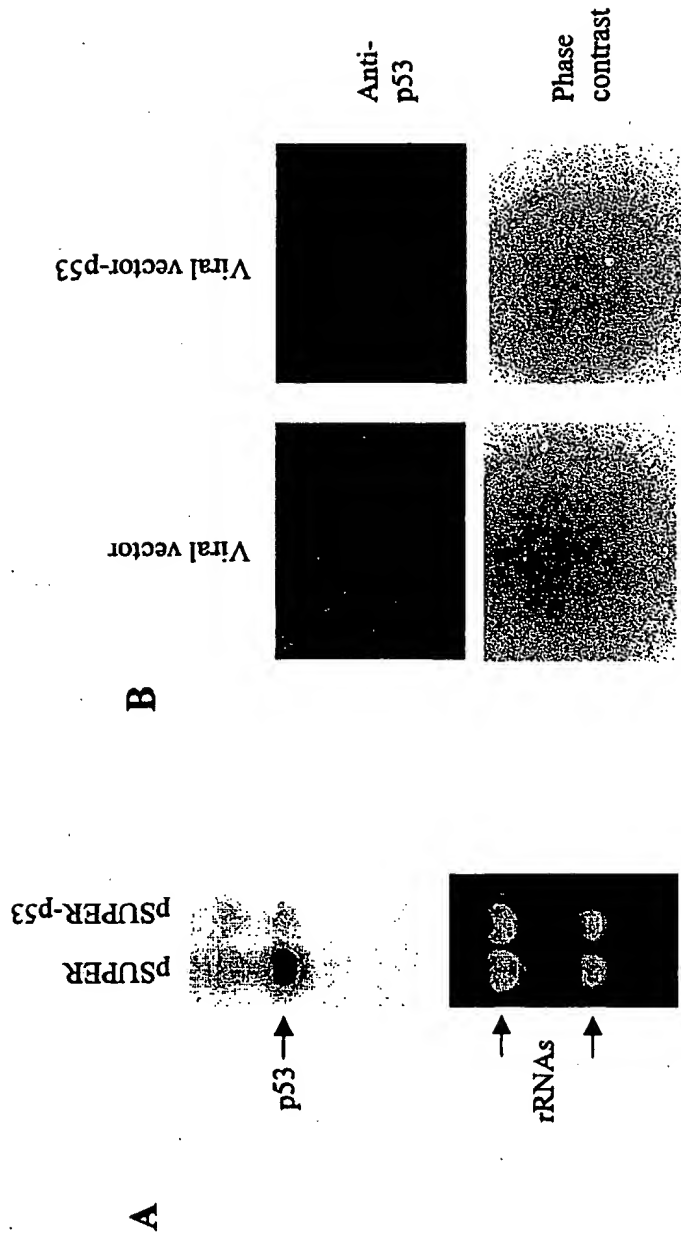 A
pSUPER
pSUPER-p53
p53
rRNAs
B
Viral vector
Viral vector-p53
Anti-
p53
Phase
contrast